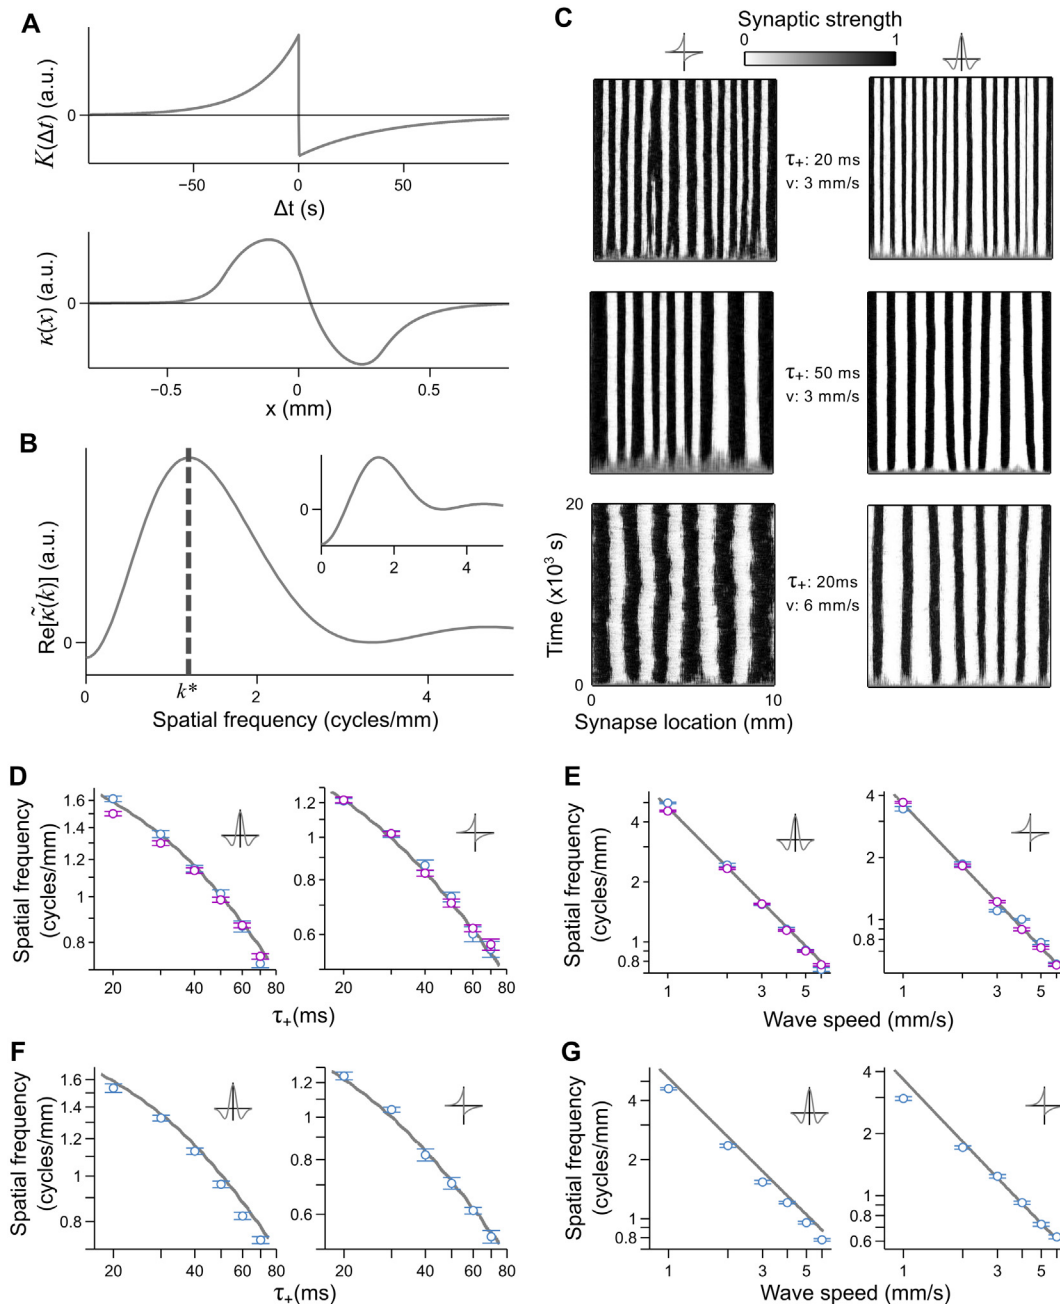 A
K(Δt) (a.u.)
0
−50 0 50
Δt (s)
κ(x) (a.u.)
0
−0.5 0 0.5
x (mm)
B
Re[κ̃(k)] (a.u.)
0
0 2 4
k*
Spatial frequency (cycles/mm)
0
0 2 4
C
Synaptic strength
0 1
τ+: 20 ms
v: 3 mm/s
τ+: 50 ms
v: 3 mm/s
τ+: 20ms
v: 6 mm/s
Time (x10³ s)
20
0
0 10
Synapse location (mm)
D
Spatial frequency
(cycles/mm)
1.6
1.4
1.2
1
0.8
20 40 60 80
1.2
1
0.8
0.6
20 40 60 80
τ+(ms)
E
Spatial frequency
(cycles/mm)
4
2
1
0.8
1 3 5
4
2
1
0.8
1 3 5
Wave speed (mm/s)
F
Spatial frequency
(cycles/mm)
1.6
1.4
1.2
1
0.8
20 40 60 80
1.2
1
0.8
0.6
20 40 60 80
τ+(ms)
G
Spatial frequency
(cycles/mm)
4
2
1
0.8
1 3 5
4
2
1
0.8
0.6
1 3 5
Wave speed (mm/s)